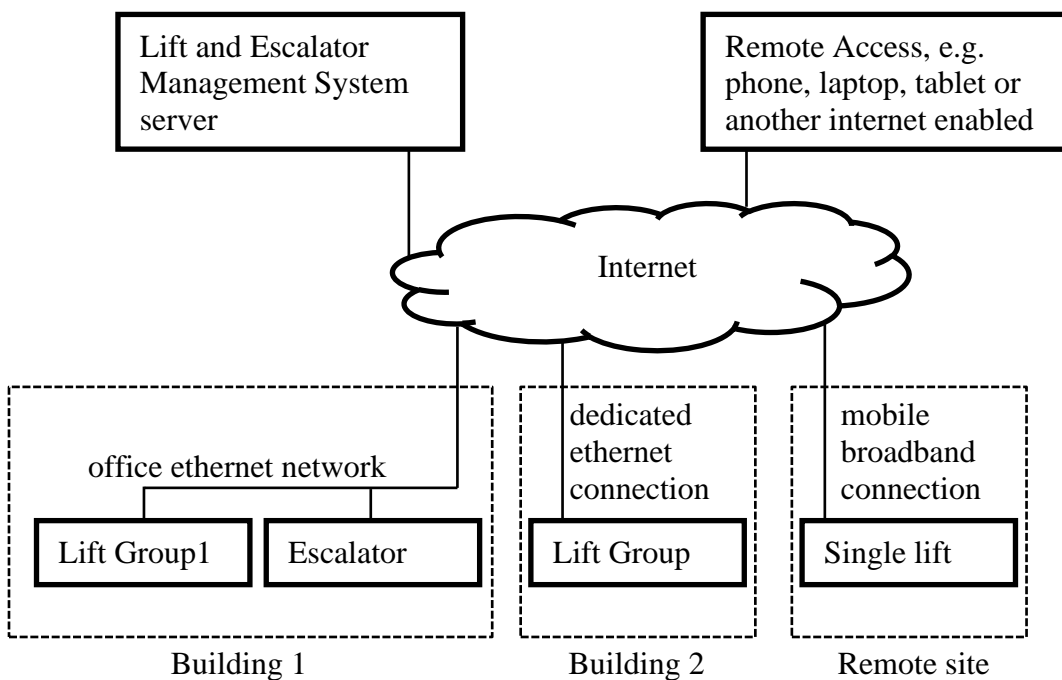 Lift and Escalator
Management System
server
Remote Access, e.g.
phone, laptop, tablet or
another internet enabled
Internet
office ethernet network
Lift Group1
Escalator
dedicated
ethernet
connection
Lift Group
mobile
broadband
connection
Single lift
Building 1
Building 2
Remote site